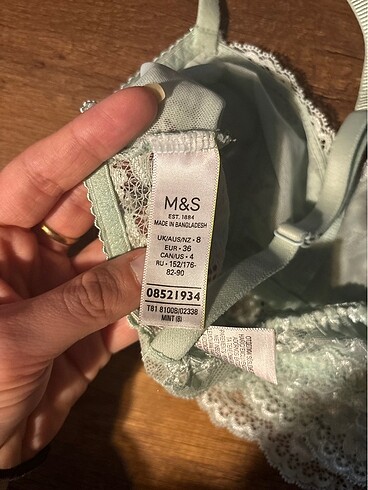 M&S
EST. 1884
MADE IN BANGLADESH
UK/AUS/NZ • 8
EUR • 36
CAN/US • 4
RU • 152/176-
82-90
08521934
T81 8100B/02338
MINT (B)